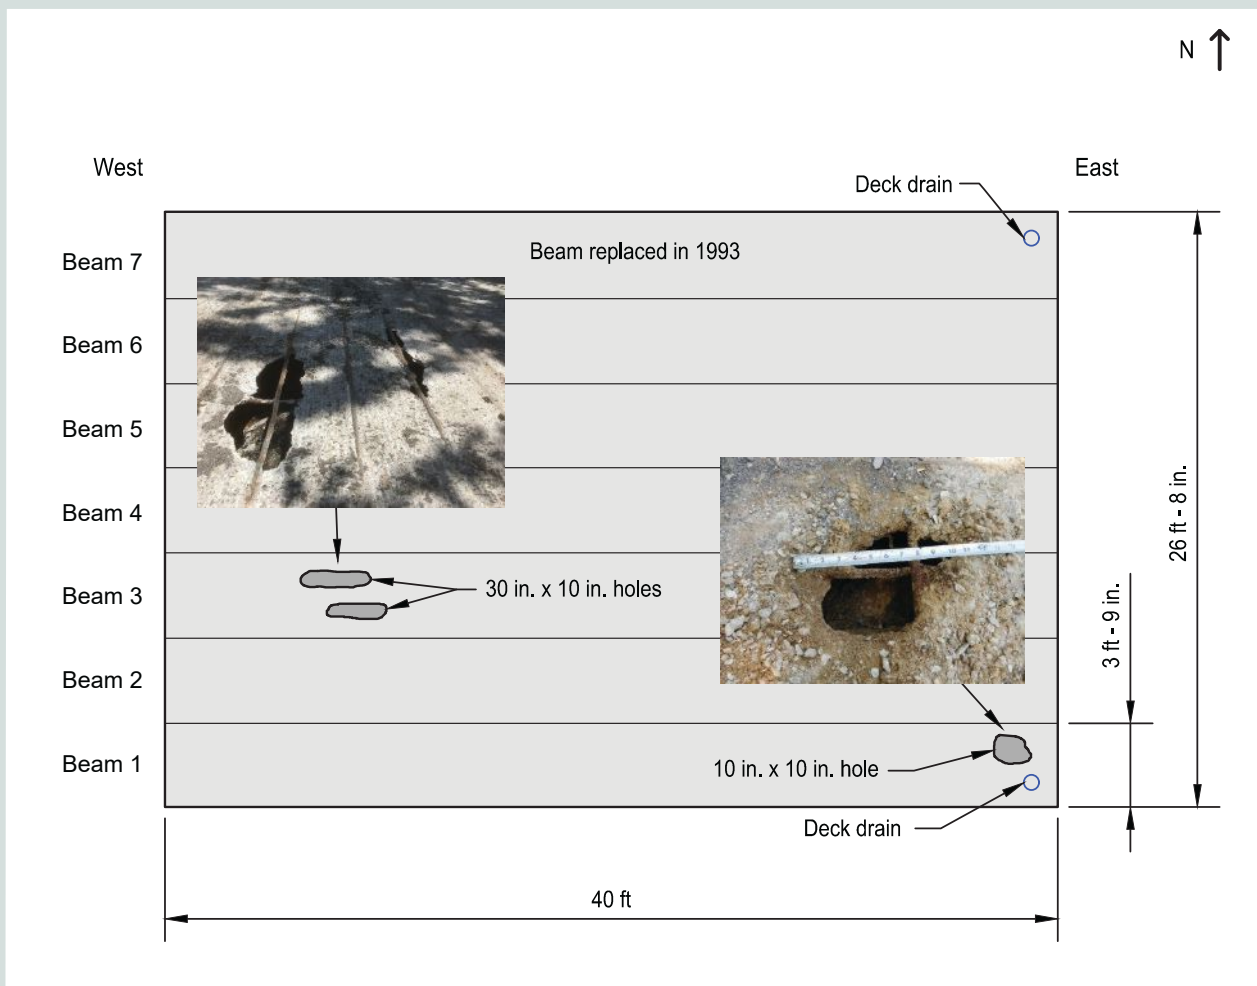 N
West
East
Deck drain
Beam 7
Beam replaced in 1993
Beam 6
Beam 5
Beam 4
Beam 3
30 in. x 10 in. holes
Beam 2
Beam 1
10 in. x 10 in. hole
Deck drain
3 ft - 9 in.
26 ft - 8 in.
40 ft